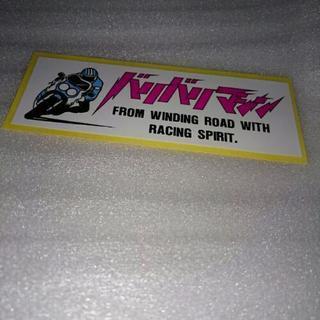 バリバリマシン
FROM WINDING ROAD WITH
RACING SPIRIT.